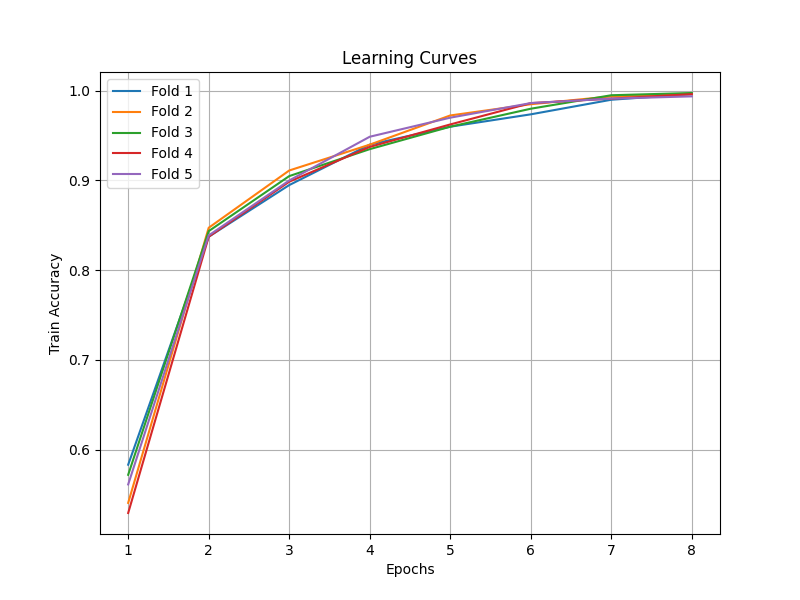 Learning Curves
Train Accuracy
1.0
0.9
0.8
0.7
0.6
Fold 1
Fold 2
Fold 3
Fold 4
Fold 5
1 2 3 4 5 6 7 8
Epochs